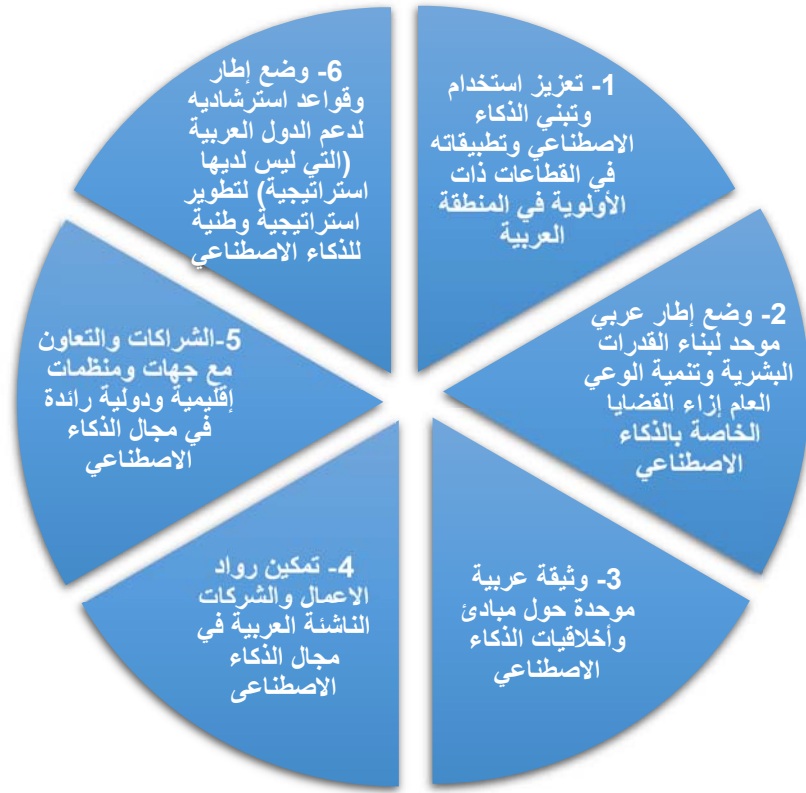 1- تعزيز استخدام
وتبني الذكاء
الاصطناعي وتطبيقاته
في القطاعات ذات
الأولوية في المنطقة
العربية
2- وضع إطار عربي
موحد لبناء القدرات
البشرية وتنمية الوعي
العام إزاء القضايا
الخاصة بالذكاء
الاصطناعي
3- وثيقة عربية
موحدة حول مبادئ
وأخلاقيات الذكاء
الاصطناعي
4- تمكين رواد
الاعمال والشركات
الناشئة العربية في
مجال الذكاء
الاصطناعى
5-الشراكات والتعاون
مع جهات ومنظمات
إقليمية ودولية رائدة
في مجال الذكاء
الاصطناعي
6- وضع إطار
وقواعد استرشاديه
لدعم الدول العربية
(التي ليس لديها
استراتيجية) لتطوير
استراتيجية وطنية
للذكاء الاصطناعي